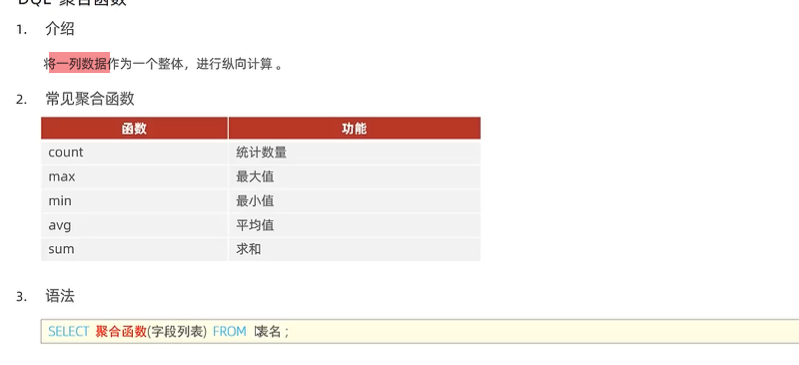 DQL 聚合函数
1. 介绍
将一列数据作为一个整体，进行纵向计算 。
2. 常见聚合函数
函数 功能
count 统计数量
max 最大值
min 最小值
avg 平均值
sum 求和
3. 语法
SELECT 聚合函数(字段列表) FROM 表名 ;